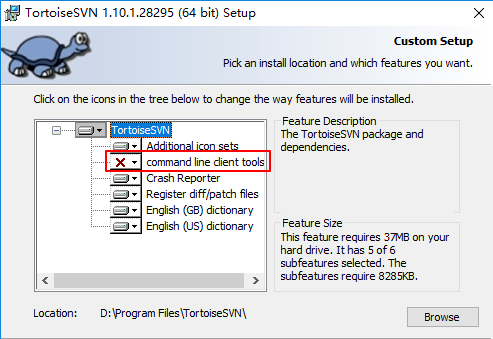 TortoiseSVN 1.10.1.28295 (64 bit) Setup
Custom Setup
Pick an install location and which features you want.
Click on the icons in the tree below to change the way features will be installed.
TortoiseSVN
Additional icon sets
command line client tools
Crash Reporter
Register diff/patch files
English (GB) dictionary
English (US) dictionary
Feature Description
The TortoiseSVN package and
dependencies.
Feature Size
This feature requires 37MB on your
hard drive. It has 5 of 6
subfeatures selected. The
subfeatures require 8285KB.
Location: D:\Program Files\TortoiseSVN\
Browse